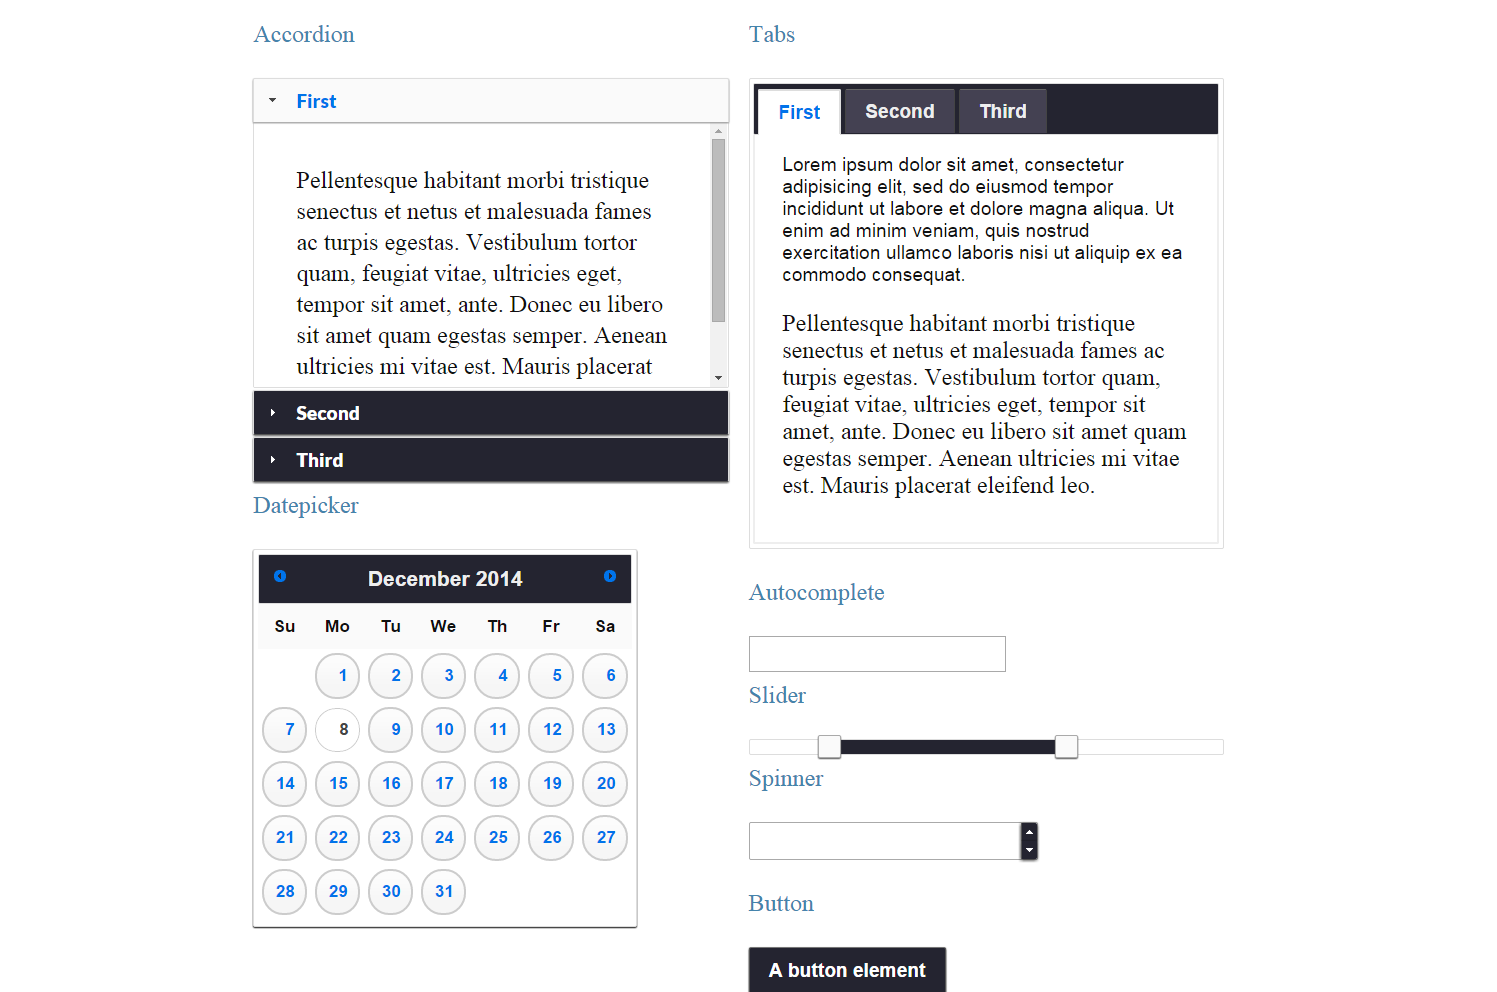 Accordion
First
Pellentesque habitant morbi tristique
senectus et netus et malesuada fames
ac turpis egestas. Vestibulum tortor
quam, feugiat vitae, ultricies eget,
tempor sit amet, ante. Donec eu libero
sit amet quam egestas semper. Aenean
ultricies mi vitae est. Mauris placerat
Second
Third
Datepicker
December 2014
Su Mo Tu We Th Fr Sa
1 2 3 4 5 6
7 8 9 10 11 12 13
14 15 16 17 18 19 20
21 22 23 24 25 26 27
28 29 30 31
Tabs
First Second Third
Lorem ipsum dolor sit amet, consectetur
adipisicing elit, sed do eiusmod tempor
incididunt ut labore et dolore magna aliqua. Ut
enim ad minim veniam, quis nostrud
exercitation ullamco laboris nisi ut aliquip ex ea
commodo consequat.
Pellentesque habitant morbi tristique
senectus et netus et malesuada fames ac
turpis egestas. Vestibulum tortor quam,
feugiat vitae, ultricies eget, tempor sit
amet, ante. Donec eu libero sit amet quam
egestas semper. Aenean ultricies mi vitae
est. Mauris placerat eleifend leo.
Autocomplete
Slider
Spinner
Button
A button element